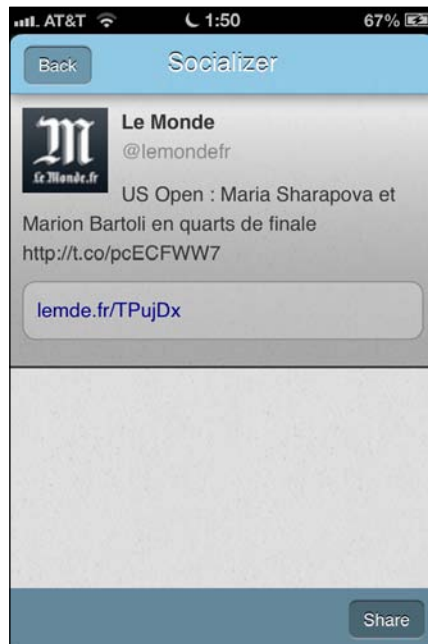 AT&T 1:50 67%
Back Socializer
M
Le Monde.fr
Le Monde
@lemondefr
US Open : Maria Sharapova et
Marion Bartoli en quarts de finale
http://t.co/pcECFWW7
lemde.fr/TPujDx
Share